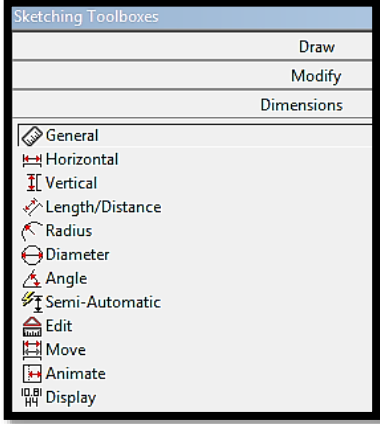 Sketching Toolboxes
Draw
Modify
Dimensions
General
Horizontal
Vertical
Length/Distance
Radius
Diameter
Angle
Semi-Automatic
Edit
Move
Animate
Display